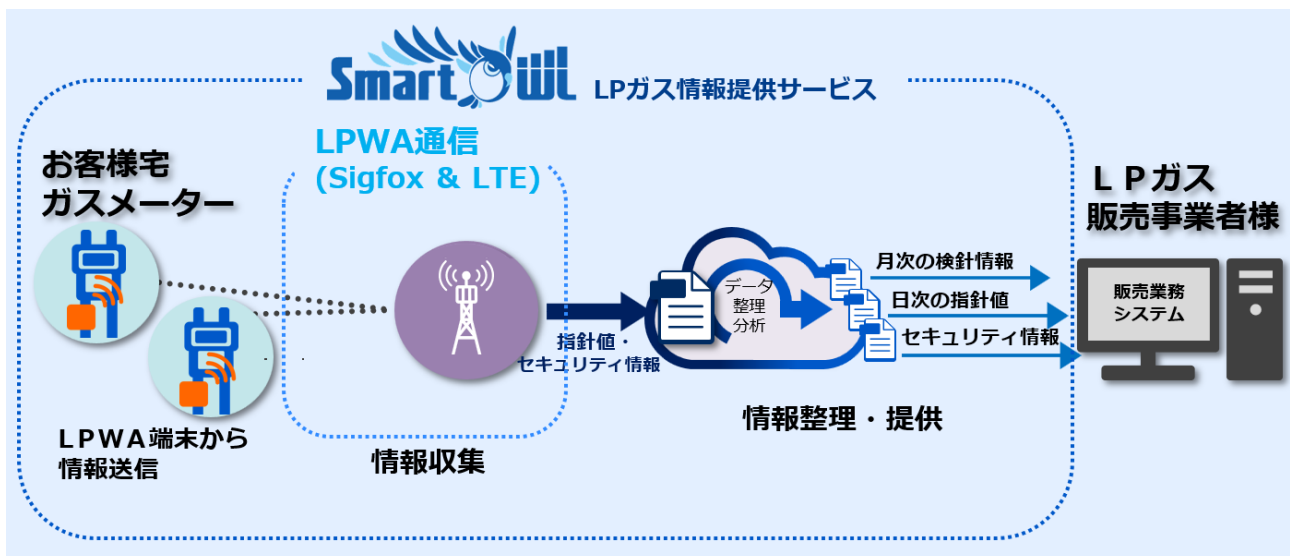 Smart OWL LPガス情報提供サービス
LPWA通信
(Sigfox & LTE)
お客様宅
ガスメーター
LPWA端末から
情報送信
情報収集
指針値・
セキュリティ情報
データ
整理
分析
情報整理・提供
月次の検針情報
日次の指針値
セキュリティ情報
LPガス
販売事業者様
販売業務
システム